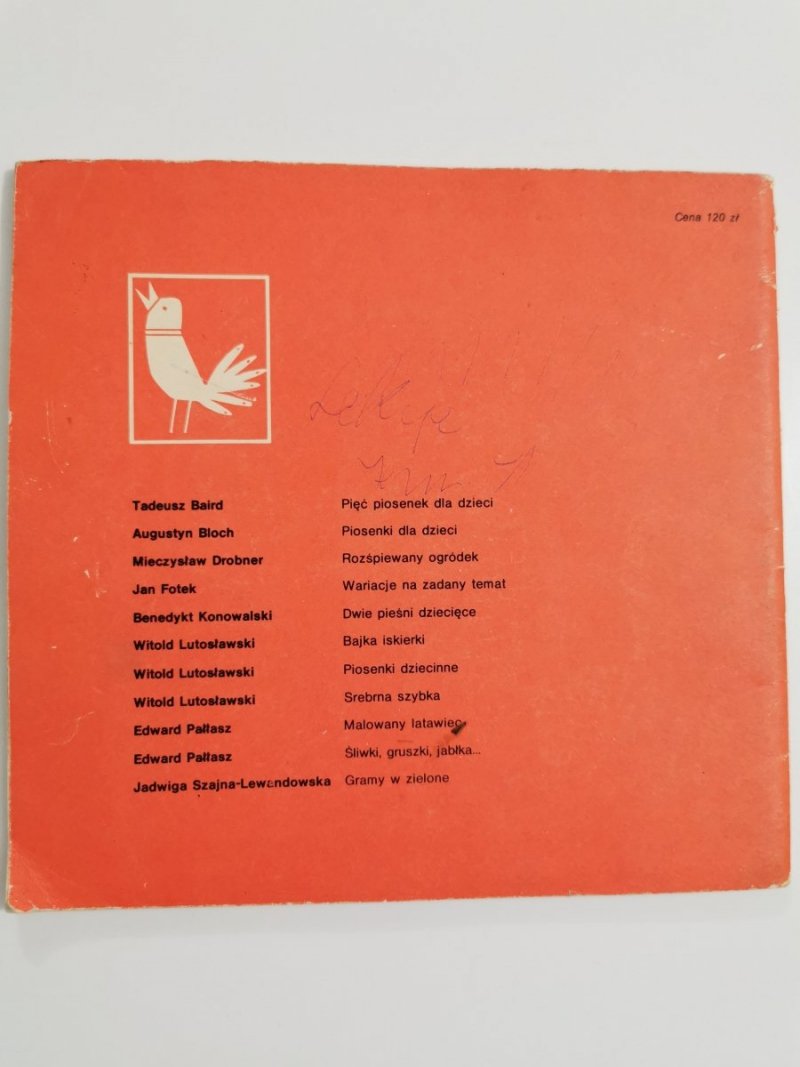 Cena 120 zł
Tadeusz Baird Pięć piosenek dla dzieci
Augustyn Bloch Piosenki dla dzieci
Mieczysław Drobner Rozśpiewany ogródek
Jan Fotek Wariacje na zadany temat
Benedykt Konowalski Dwie pieśni dziecięce
Witold Lutosławski Bajka iskierki
Witold Lutosławski Piosenki dziecinne
Witold Lutosławski Srebrna szybka
Edward Pałłasz Malowany latawiec
Edward Pałłasz Śliwki, gruszki, jabłka...
Jadwiga Szajna-Lewandowska Gramy w zielone